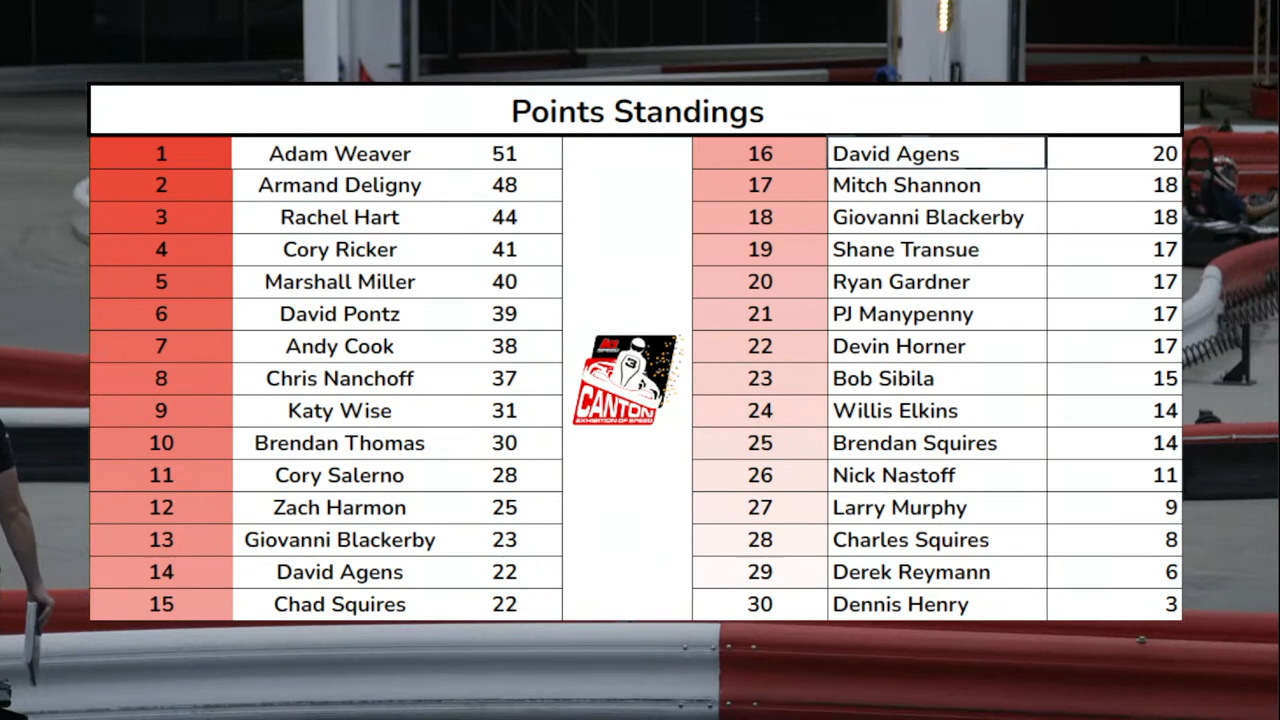 Points Standings
1 Adam Weaver 51
2 Armand Deligny 48
3 Rachel Hart 44
4 Cory Ricker 41
5 Marshall Miller 40
6 David Pontz 39
7 Andy Cook 38
8 Chris Nanchoff 37
9 Katy Wise 31
10 Brendan Thomas 30
11 Cory Salerno 28
12 Zach Harmon 25
13 Giovanni Blackerby 23
14 David Agens 22
15 Chad Squires 22
3
CANTON
EXHIBITION OF SPEED
16 David Agens 20
17 Mitch Shannon 18
18 Giovanni Blackerby 18
19 Shane Transue 17
20 Ryan Gardner 17
21 PJ Manypenny 17
22 Devin Horner 17
23 Bob Sibila 15
24 Willis Elkins 14
25 Brendan Squires 14
26 Nick Nastoff 11
27 Larry Murphy 9
28 Charles Squires 8
29 Derek Reymann 6
30 Dennis Henry 3